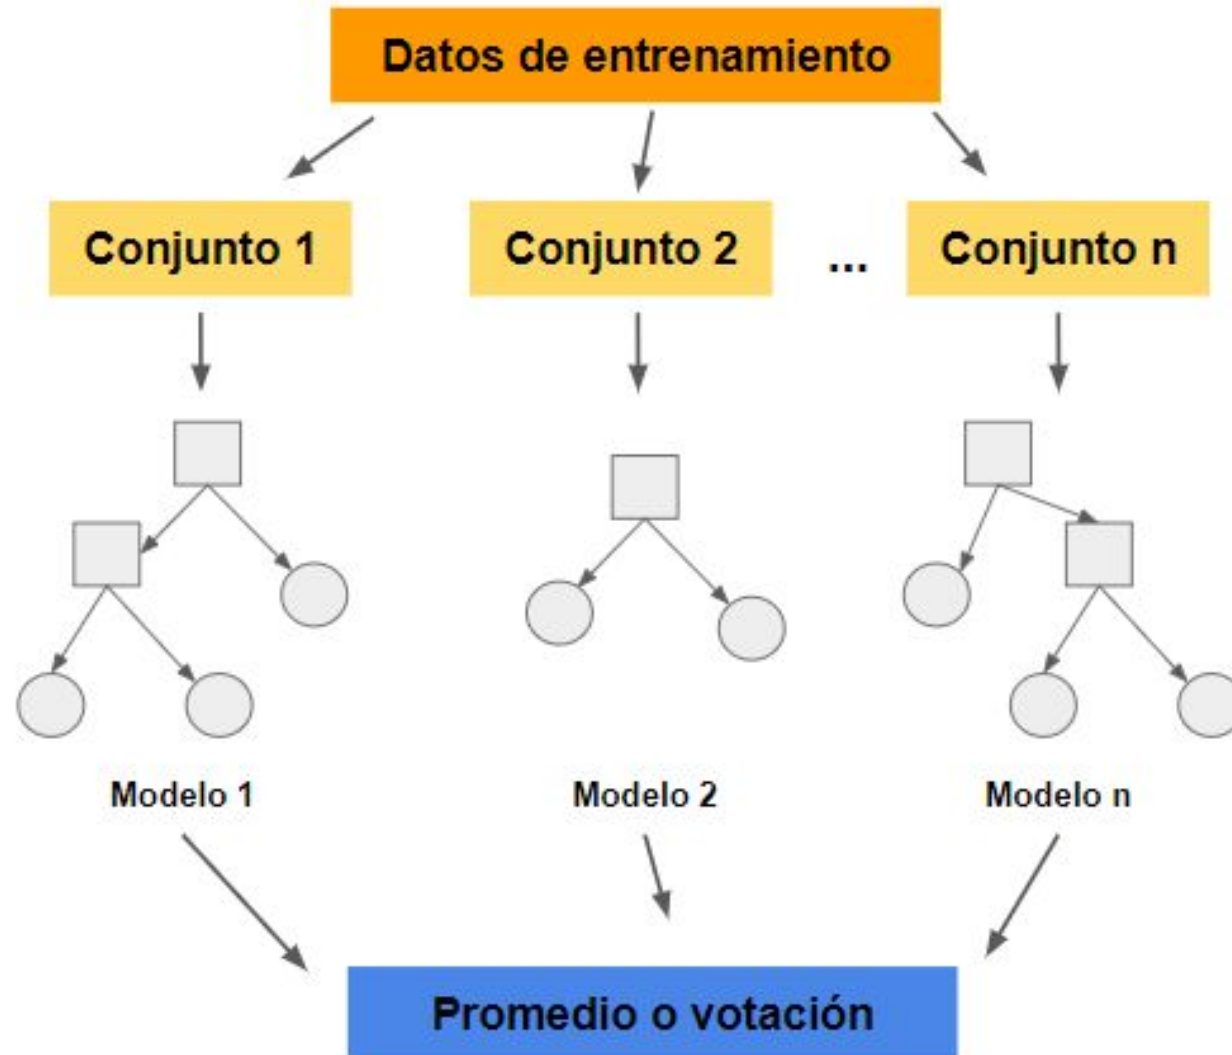 Datos de entrenamiento
Conjunto 1
Conjunto 2
...
Conjunto n
Modelo 1
Modelo 2
Modelo n
Promedio o votación